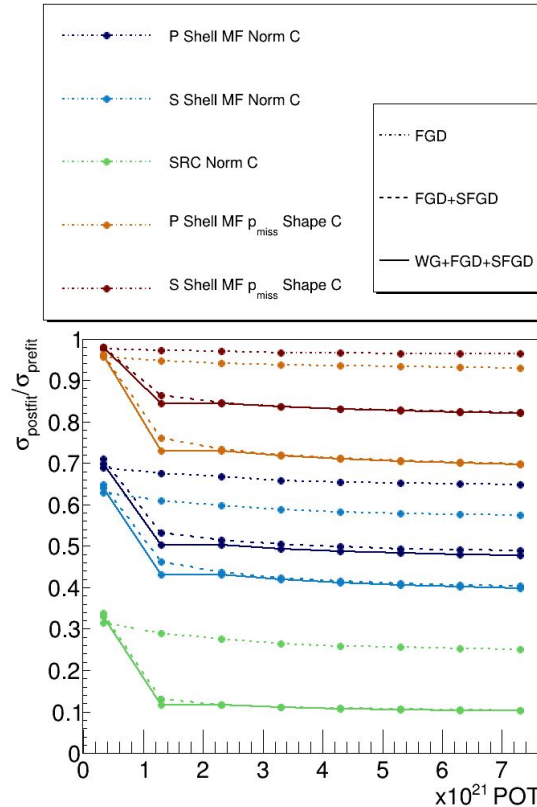 P Shell MF Norm C
S Shell MF Norm C
SRC Norm C
P Shell MF p_miss Shape C
S Shell MF p_miss Shape C
FGD
FGD+SFGD
WG+FGD+SFGD
σ_postfit/σ_prefit
1
0.9
0.8
0.7
0.6
0.5
0.4
0.3
0.2
0.1
0
0 1 2 3 4 5 6 7
×10^21 POT